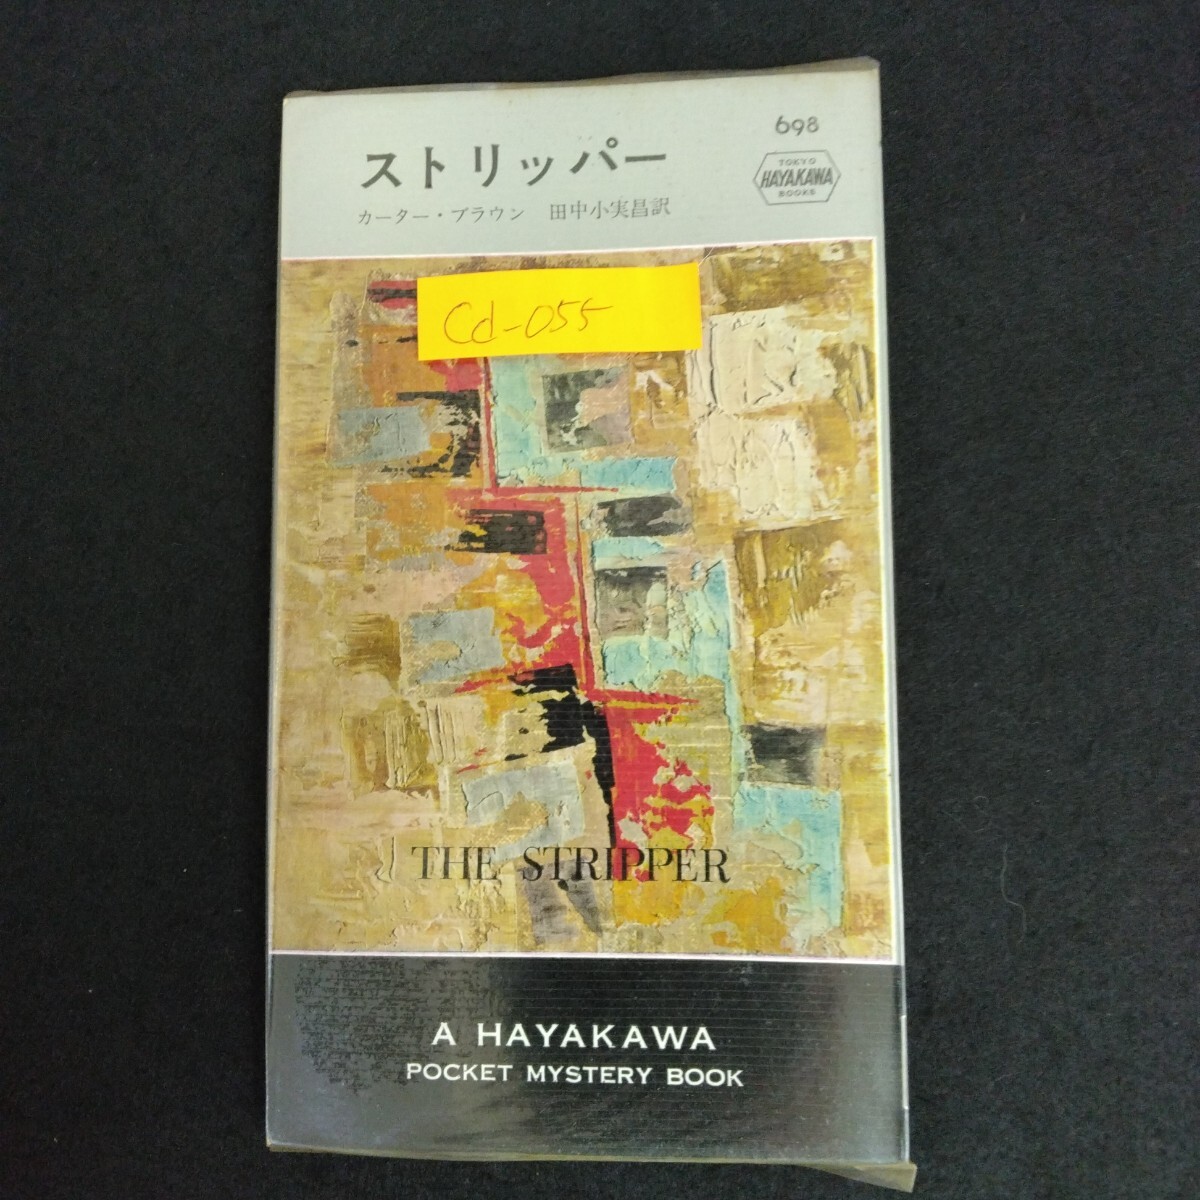 698
TOKYO
HAYAKAWA
BOOKS
ストリッパー
カーター・ブラウン 田中小実昌訳
Cd-055
THE STRIPPER
A HAYAKAWA
POCKET MYSTERY BOOK